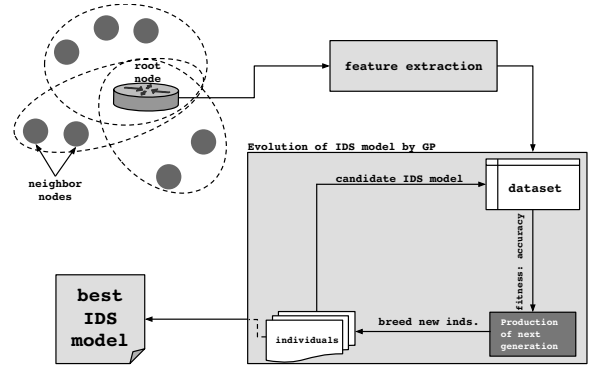 root
node
feature extraction
neighbor
nodes
Evolution of IDS model by GP
candidate IDS model
dataset
fitness: accuracy
best
IDS
model
individuals
breed new inds.
Production
of next
generation